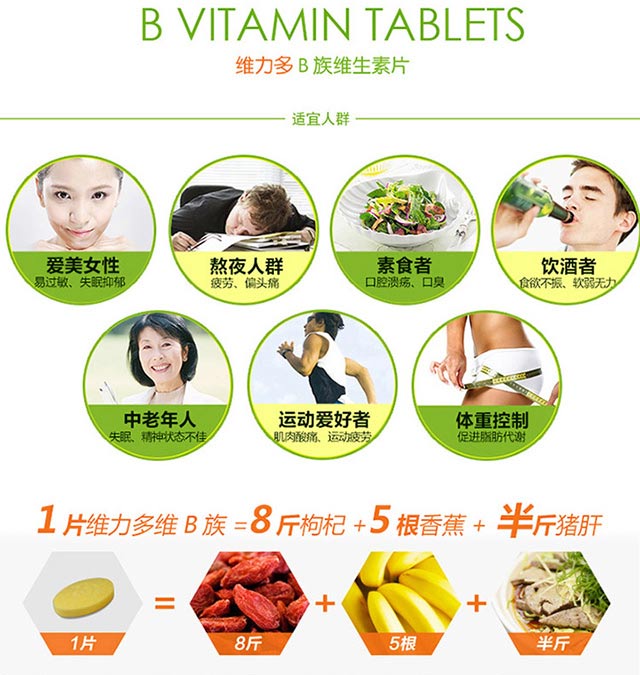 B VITAMIN TABLETS
维力多 B 族维生素片
适宜人群
爱美女性
易过敏、失眠抑郁
熬夜人群
疲劳、偏头痛
素食者
口腔溃疡、口臭
饮酒者
食欲不振、软弱无力
中老年人
失眠、精神状态不佳
运动爱好者
肌肉酸痛、运动疲劳
体重控制
促进脂肪代谢
1片维力多维 B 族 = 8斤枸杞 + 5根香蕉 + 半斤猪肝
= + +
1片 8斤 5根 半斤